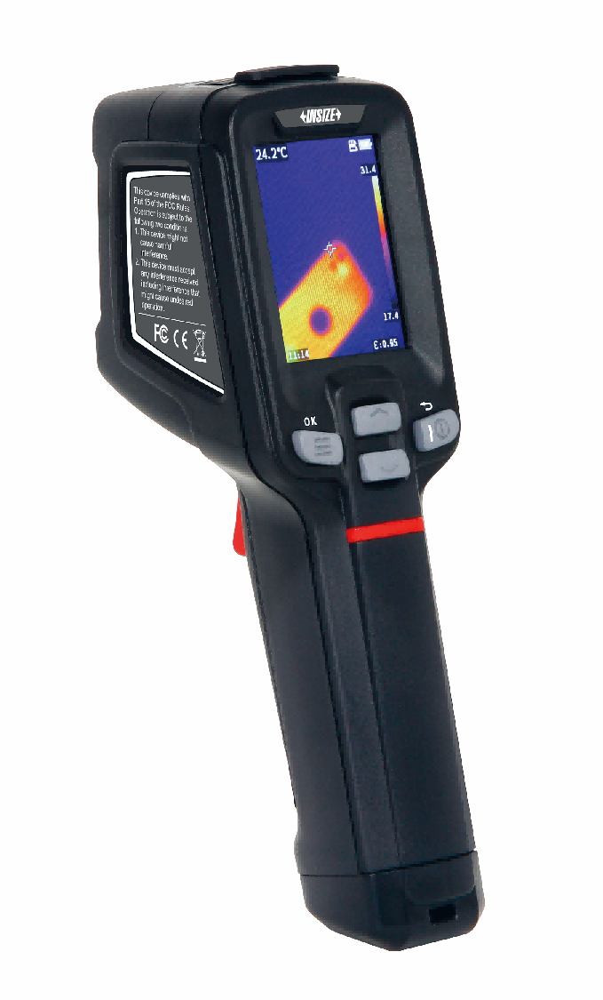 INSIZE
24.2°C
31.4
17.4
11:14
E:0.95
This device complies with
Part 15 of the FCC Rules
Operation is subject to the
following two conditions:
1. This device might not
cause harmful
interference.
2. This device must accept
any interference received
including interference that
might cause undesired
operation.
FC CE
OK